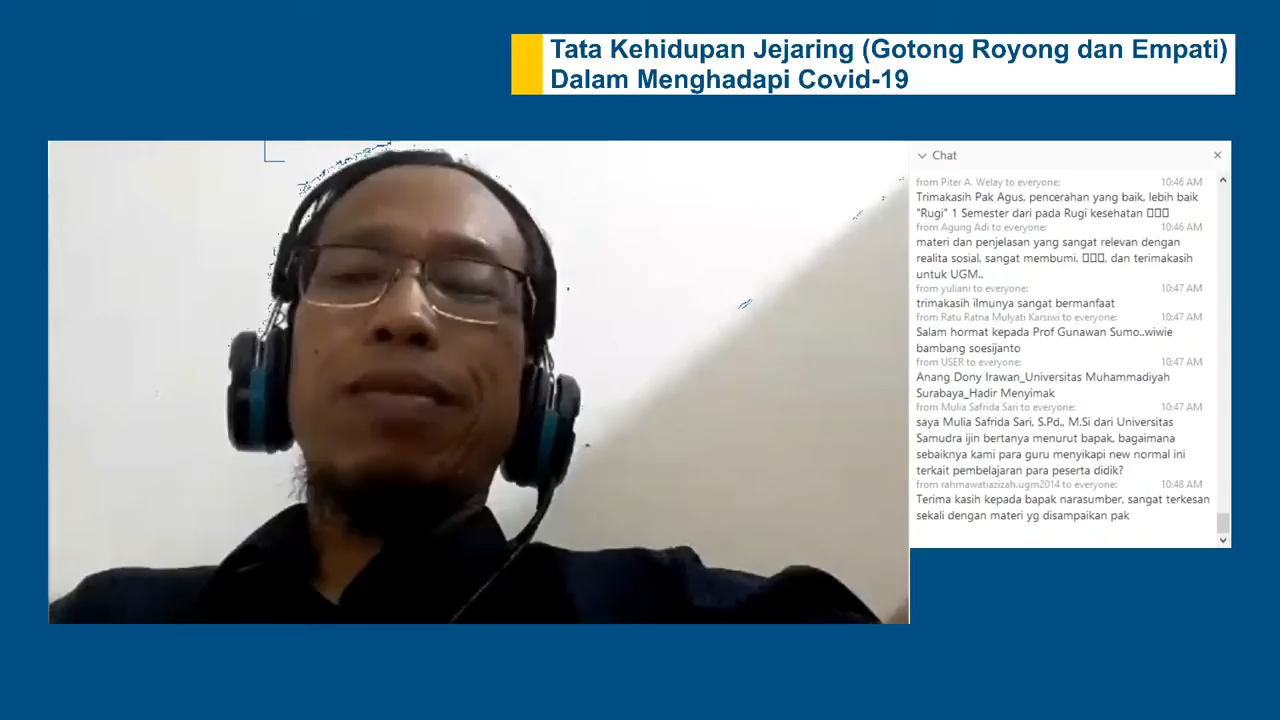 Tata Kehidupan Jejaring (Gotong Royong dan Empati)
Dalam Menghadapi Covid-19
Chat
from Piter A. Welay to everyone: 10:46 AM
Trimakasih Pak Agus, pencerahan yang baik, lebih baik
"Rugi" 1 Semester dari pada Rugi kesehatan
from Agung Adi to everyone: 10:46 AM
materi dan penjelasan yang sangat relevan dengan
realita sosial, sangat membumi. , dan terimakasih
untuk UGM..
from yuliani to everyone: 10:47 AM
trimakasih ilmunya sangat bermanfaat
from Ratu Ratna Mulyati Karsiwi to everyone: 10:47 AM
Salam hormat kepada Prof Gunawan Sumo..wiwie
bambang soesijanto
from USER to everyone: 10:47 AM
Anang Dony Irawan_Universitas Muhammadiyah
Surabaya_Hadir Menyimak
from Mulia Safrida Sari to everyone: 10:47 AM
saya Mulia Safrida Sari, S.Pd., M.Si dari Universitas
Samudra ijin bertanya menurut bapak, bagaimana
sebaiknya kami para guru menyikapi new normal ini
terkait pembelajaran para peserta didik?
from rahmawatiazizah.ugm2014 to everyone: 10:48 AM
Terima kasih kepada bapak narasumber, sangat terkesan
sekali dengan materi yg disampaikan pak